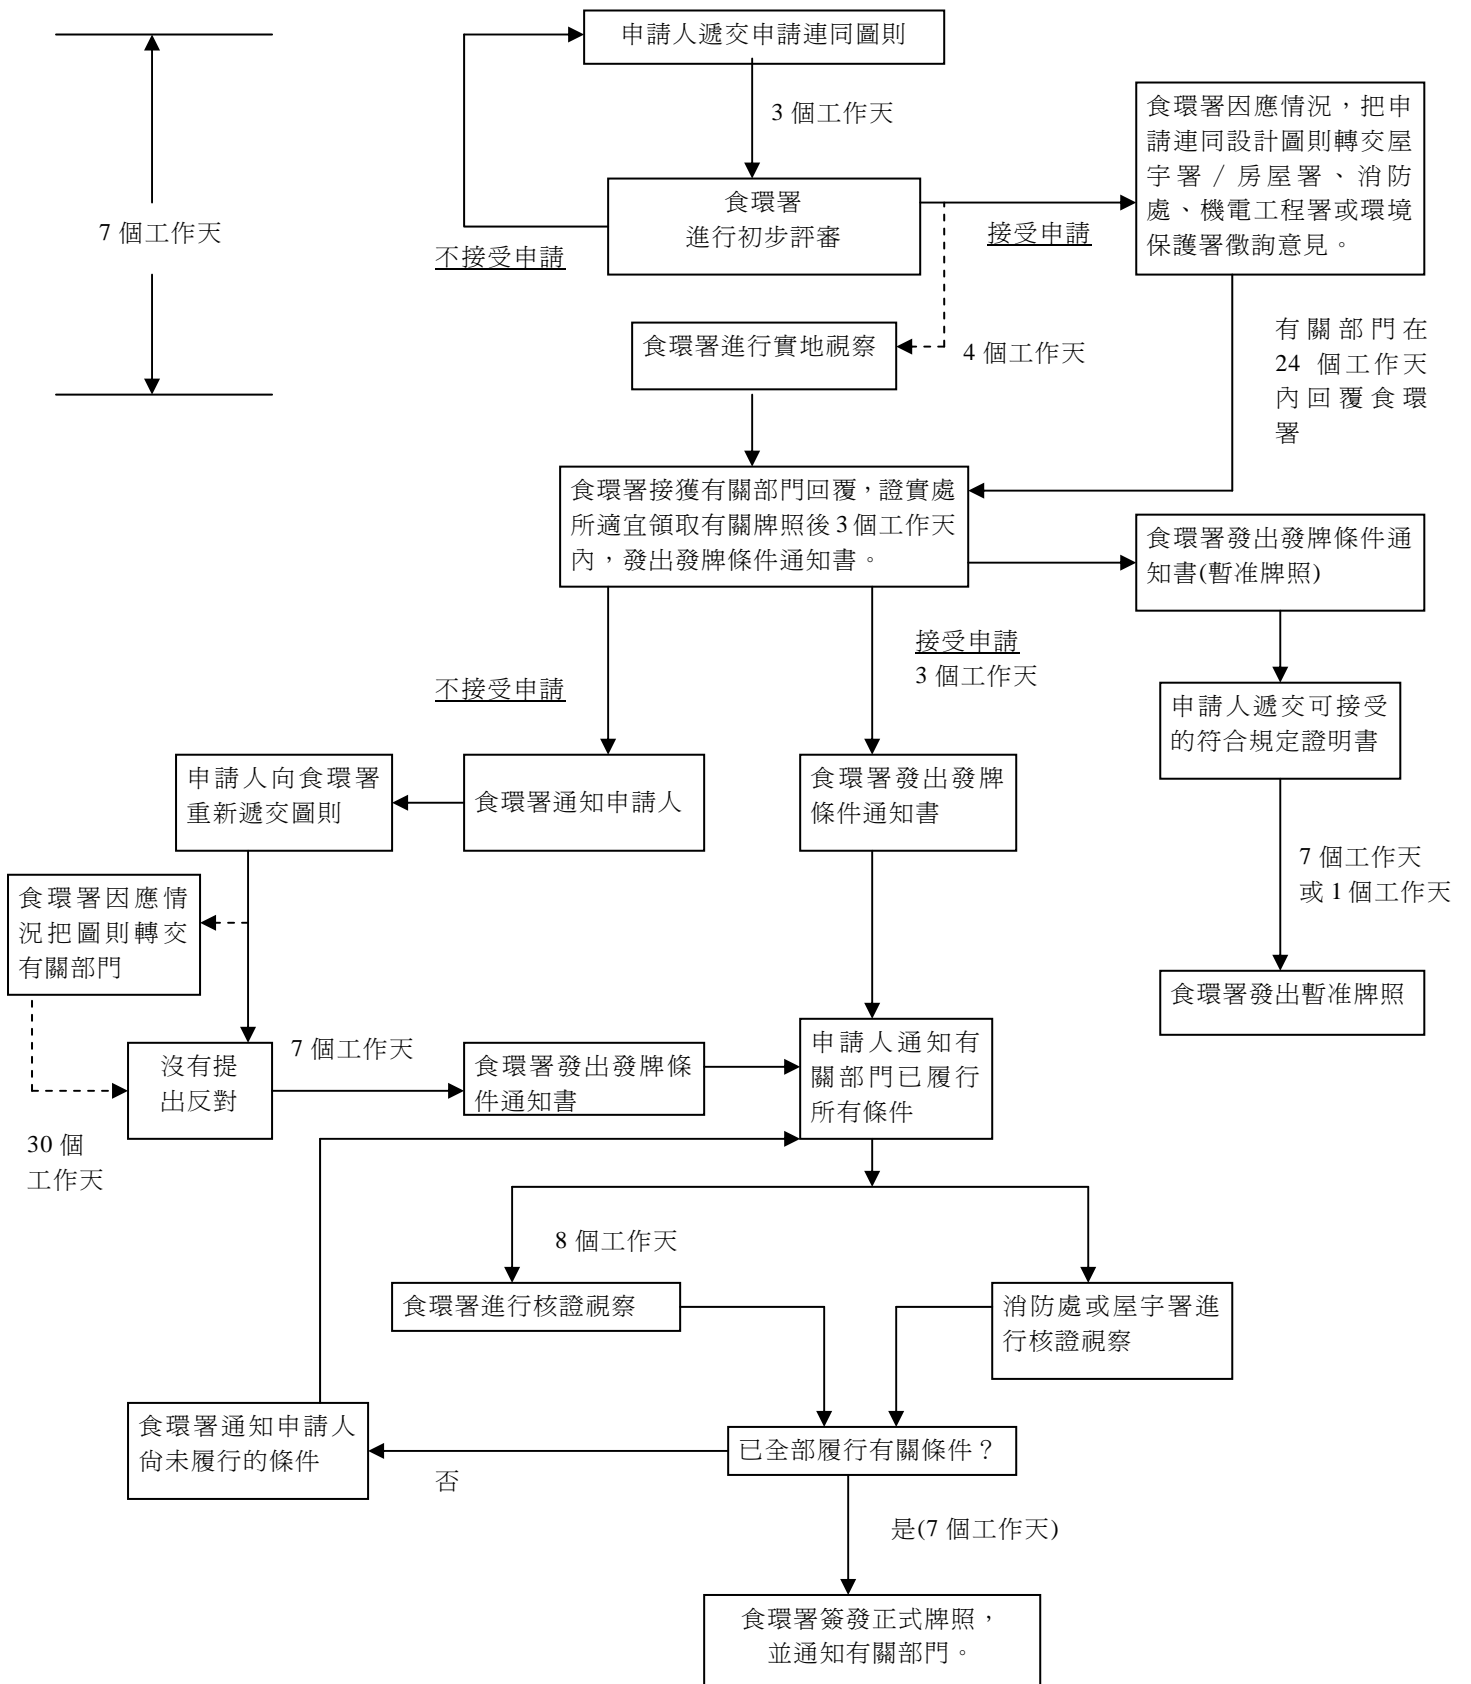 申請人遞交申請連同圖則
3 個工作天
7 個工作天
食環署
進行初步評審
不接受申請
接受申請
食環署因應情況，把申
請連同設計圖則轉交屋
宇署／房屋署、消防
處、機電工程署或環境
保護署徵詢意見。
食環署進行實地視察
4 個工作天
有關部門在
24 個工作天
內回覆食環
署
食環署接獲有關部門回覆，證實處
所適宜領取有關牌照後 3 個工作天
內，發出發牌條件通知書。
食環署發出發牌條件通
知書(暫准牌照)
不接受申請
接受申請
3 個工作天
申請人遞交可接受
的符合規定證明書
申請人向食環署
重新遞交圖則
食環署通知申請人
食環署發出發牌
條件通知書
7 個工作天
或 1 個工作天
食環署因應情
況把圖則轉交
有關部門
食環署發出暫准牌照
沒有提
出反對
7 個工作天
食環署發出發牌條
件通知書
申請人通知有
關部門已履行
所有條件
30 個
工作天
8 個工作天
食環署進行核證視察
消防處或屋宇署進
行核證視察
食環署通知申請人
尚未履行的條件
否
已全部履行有關條件？
是(7 個工作天)
食環署簽發正式牌照，
並通知有關部門。